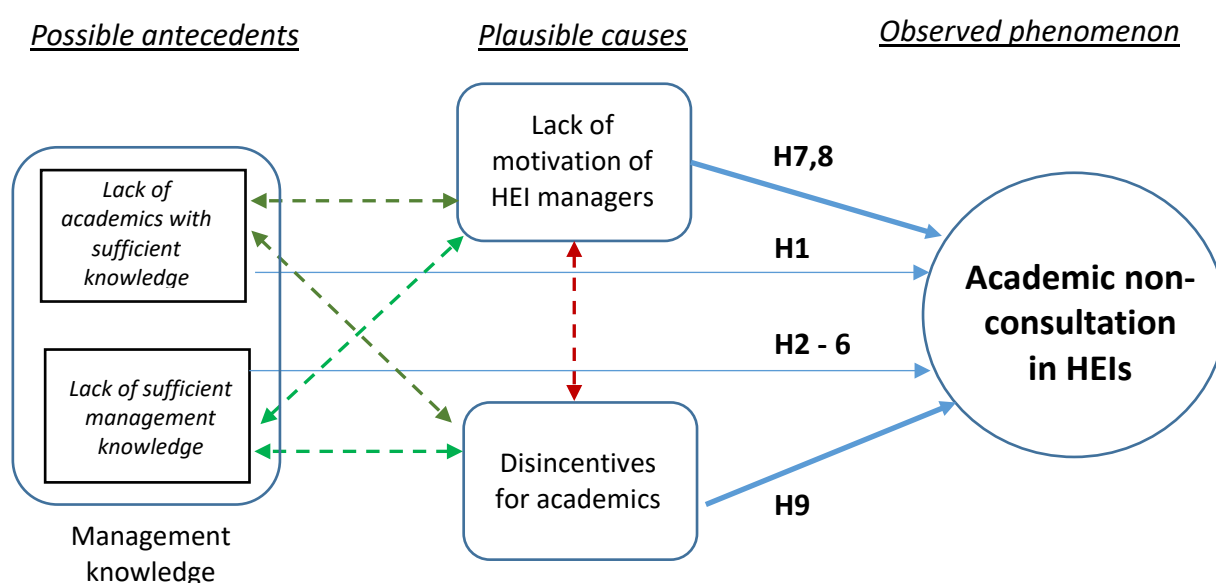 Possible antecedents
Plausible causes
Observed phenomenon
Lack of
academics with
sufficient
knowledge
Lack of sufficient
management
knowledge
Management
knowledge
Lack of
motivation of
HEI managers
Disincentives
for academics
H7,8
H1
H2 - 6
H9
Academic non-
consultation
in HEIs